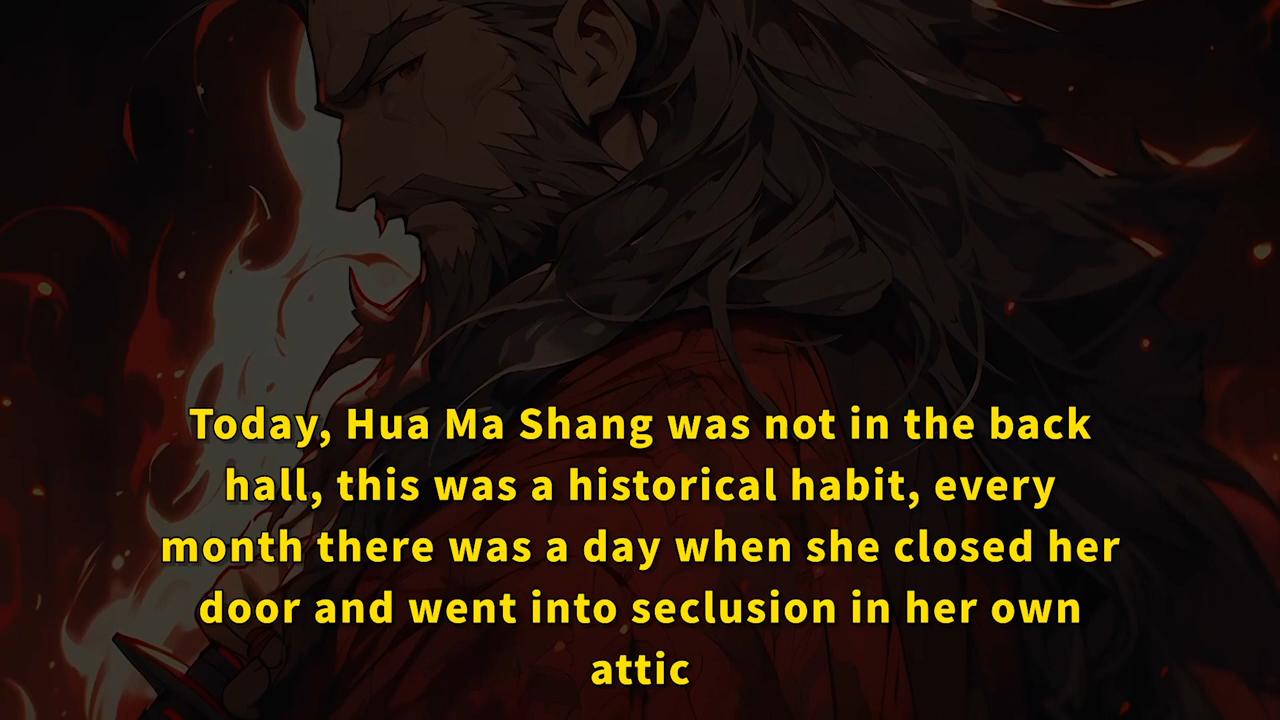 Today, Hua Ma Shang was not in the back
hall, this was a historical habit, every
month there was a day when she closed her
door and went into seclusion in her own
attic